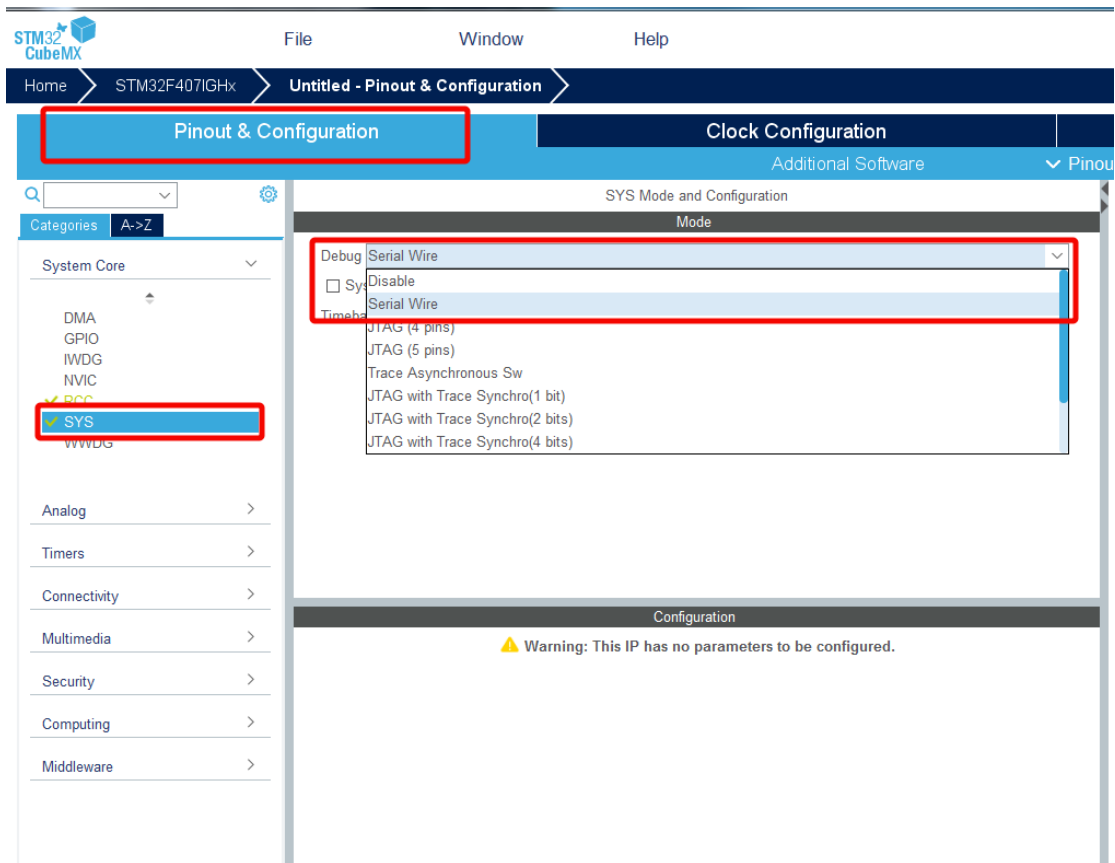 STM32
CubeMX
File
Window
Help
Home
STM32F407IGHx
Untitled - Pinout & Configuration
Pinout & Configuration
Clock Configuration
Additional Software
Pinou
Categories
A->Z
System Core
DMA
GPIO
IWDG
NVIC
RCC
SYS
WWDG
Analog
Timers
Connectivity
Multimedia
Security
Computing
Middleware
SYS Mode and Configuration
Mode
Debug Serial Wire
Sys
Disable
Serial Wire
Timeba
JTAG (4 pins)
JTAG (5 pins)
Trace Asynchronous Sw
JTAG with Trace Synchro(1 bit)
JTAG with Trace Synchro(2 bits)
JTAG with Trace Synchro(4 bits)
Configuration
Warning: This IP has no parameters to be configured.